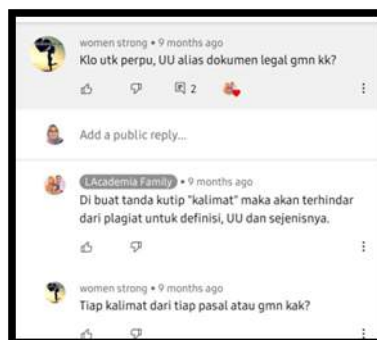 women strong • 9 months ago
Klo utk perpu, UU alias dokumen legal gmn kk?
2
Add a public reply...
LAcademia Family • 9 months ago
Di buat tanda kutip "kalimat" maka akan terhindar
dari plagiat untuk definisi, UU dan sejenisnya.
women strong • 9 months ago
Tiap kalimat dari tiap pasal atau gmn kak?